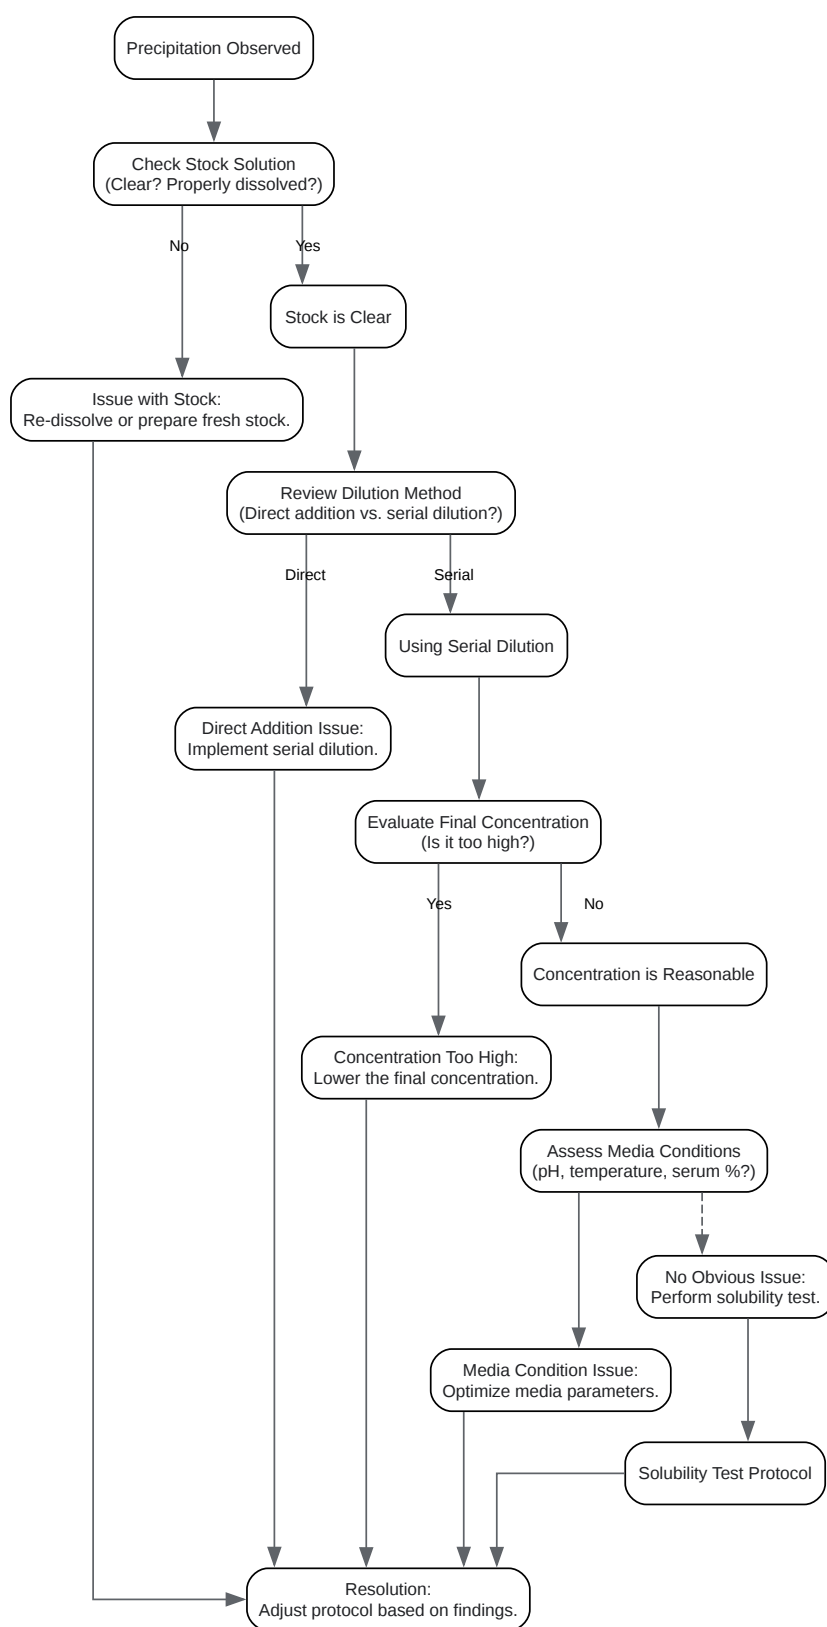 Precipitation Observed
Check Stock Solution
(Clear? Properly dissolved?)
No
Yes
Stock is Clear
Issue with Stock:
Re-dissolve or prepare fresh stock.
Review Dilution Method
(Direct addition vs. serial dilution?)
Direct
Serial
Using Serial Dilution
Direct Addition Issue:
Implement serial dilution.
Evaluate Final Concentration
(Is it too high?)
Yes
No
Concentration is Reasonable
Concentration Too High:
Lower the final concentration.
Assess Media Conditions
(pH, temperature, serum %?)
No Obvious Issue:
Perform solubility test.
Media Condition Issue:
Optimize media parameters.
Solubility Test Protocol
Resolution:
Adjust protocol based on findings.